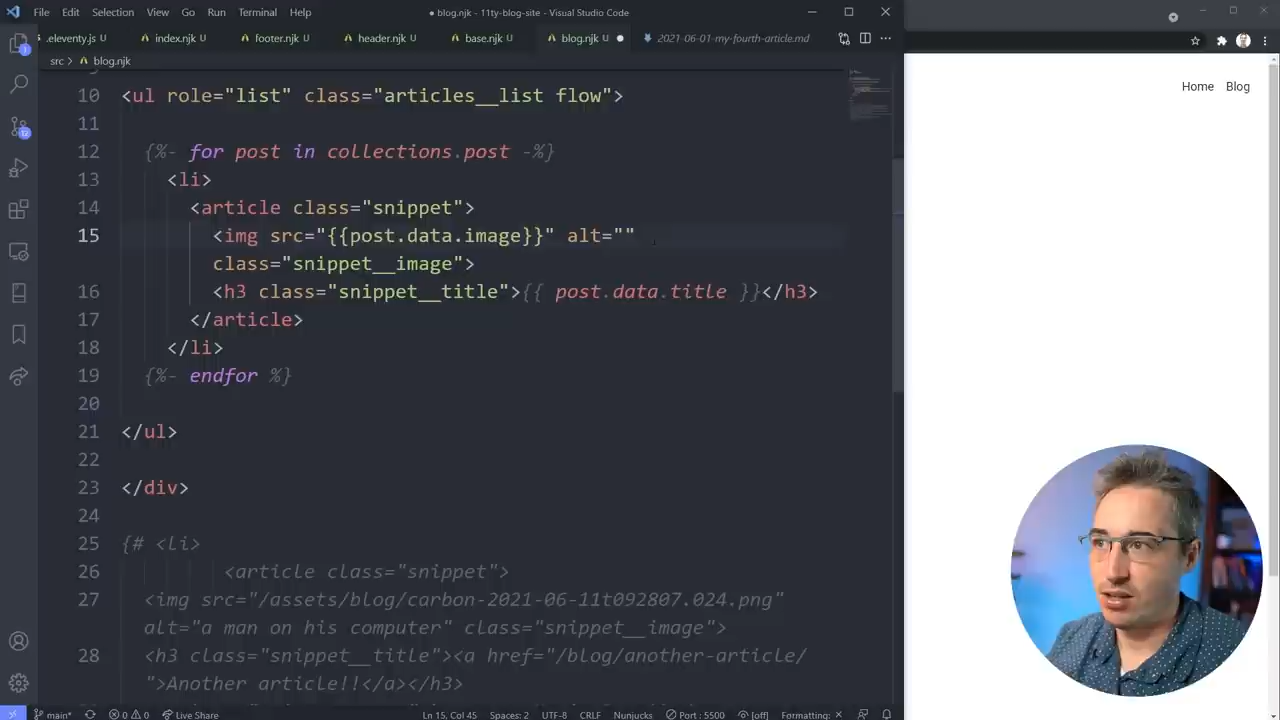 File Edit Selection View Go Run Terminal Help ● blog.njk - 11ty-blog-site - Visual Studio Code
.eleventy.js U index.njk U footer.njk U header.njk U base.njk U blog.njk U 2021-06-01-my-fourth-article.md
src > blog.njk
Home Blog
10 <ul role="list" class="articles__list flow">
11
12 {%- for post in collections.post -%}
13 <li>
14 <article class="snippet">
15 <img src="{{post.data.image}}" alt=""
class="snippet__image">
16 <h3 class="snippet__title">{{ post.data.title }}</h3>
17 </article>
18 </li>
19 {%- endfor %}
20
21 </ul>
22
23 </div>
24
25 {# <li>
26 <article class="snippet">
27 <img src="/assets/blog/carbon-2021-06-11t092807.024.png"
alt="a man on his computer" class="snippet__image">
28 <h3 class="snippet__title"><a href="/blog/another-article/
">Another article!!</a></h3>
main* 0 0 Live Share Ln 15, Col 45 Spaces: 2 UTF-8 CRLF Nunjucks Port : 5500 [off] Formatting: ×